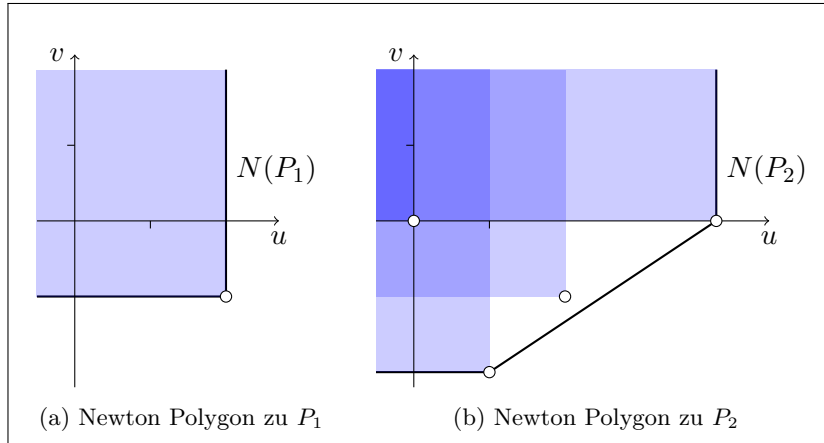 v
N(P₁)
u
(a) Newton Polygon zu P₁
v
N(P₂)
u
(b) Newton Polygon zu P₂